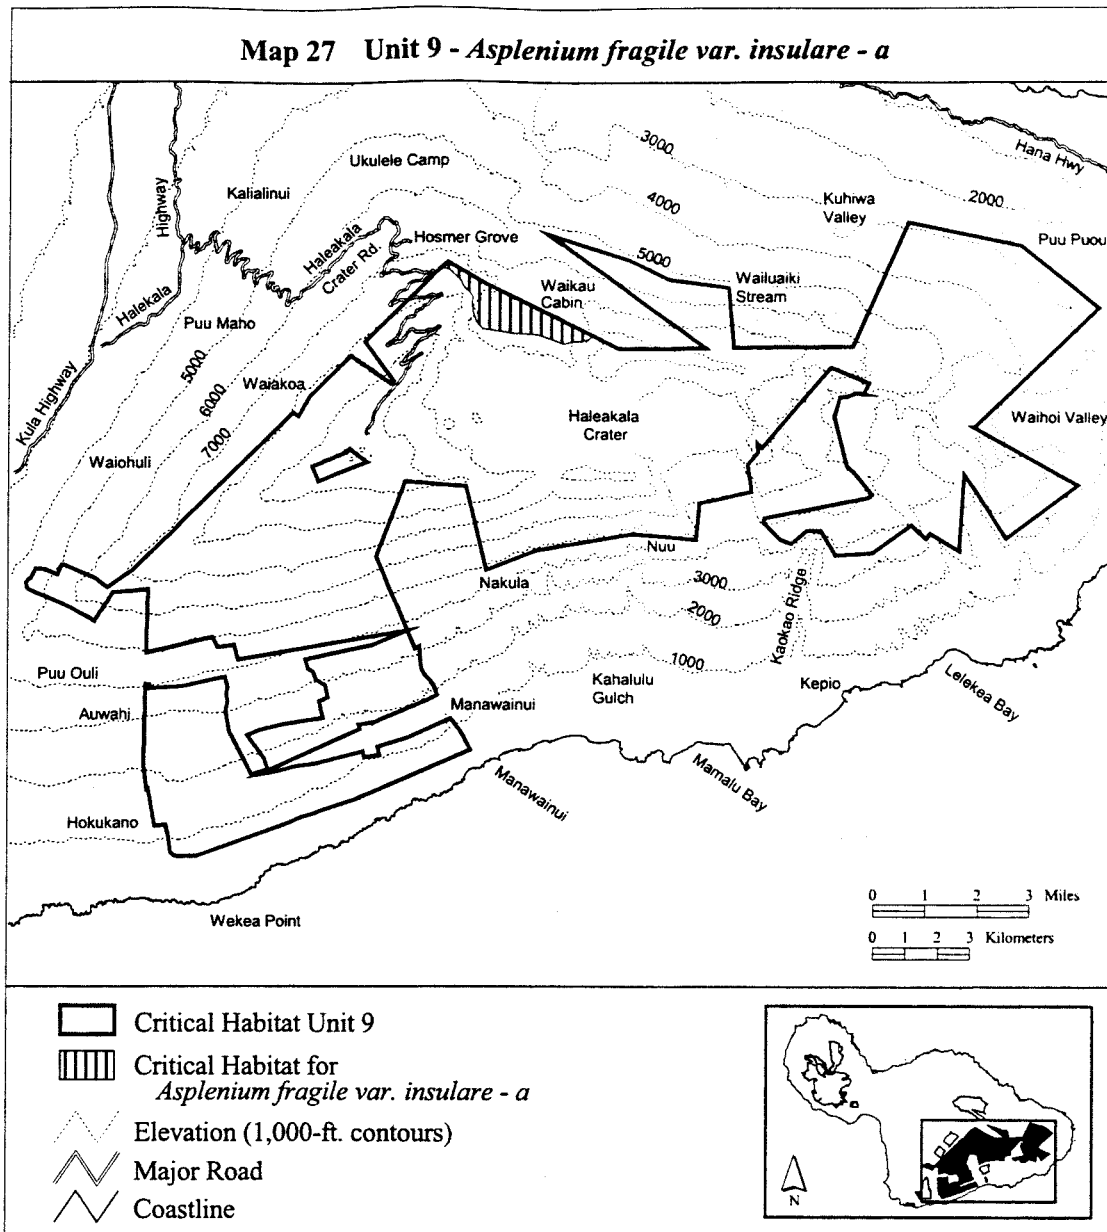 Map 27 Unit 9 - Asplenium fragile var. insulare - a
3000
Hana Hwy
Ukulele Camp
2000
Kalialinui
4000
Kuhiwa
Valley
Highway
Haleakala
Crater Rd.
Hosmer Grove
5000
Puu Puou
Waikau
Cabin
Wailuaiki
Stream
Halekala
Puu Maho
5000
6000
7000
Waiakoa
Kula Highway
Haleakala
Crater
Waihoi Valley
Waiohuli
Nuu
Nakula
3000
2000
1000
Kaokao Ridge
Puu Ouli
Kahalulu
Gulch
Kepio
Lelekea Bay
Auwahi
Manawainui
Manawainui
Mamalu Bay
Hokukano
Wekea Point
0 1 2 3 Miles
0 1 2 3 Kilometers
Critical Habitat Unit 9
Critical Habitat for
Asplenium fragile var. insulare - a
Elevation (1,000-ft. contours)
Major Road
Coastline
N